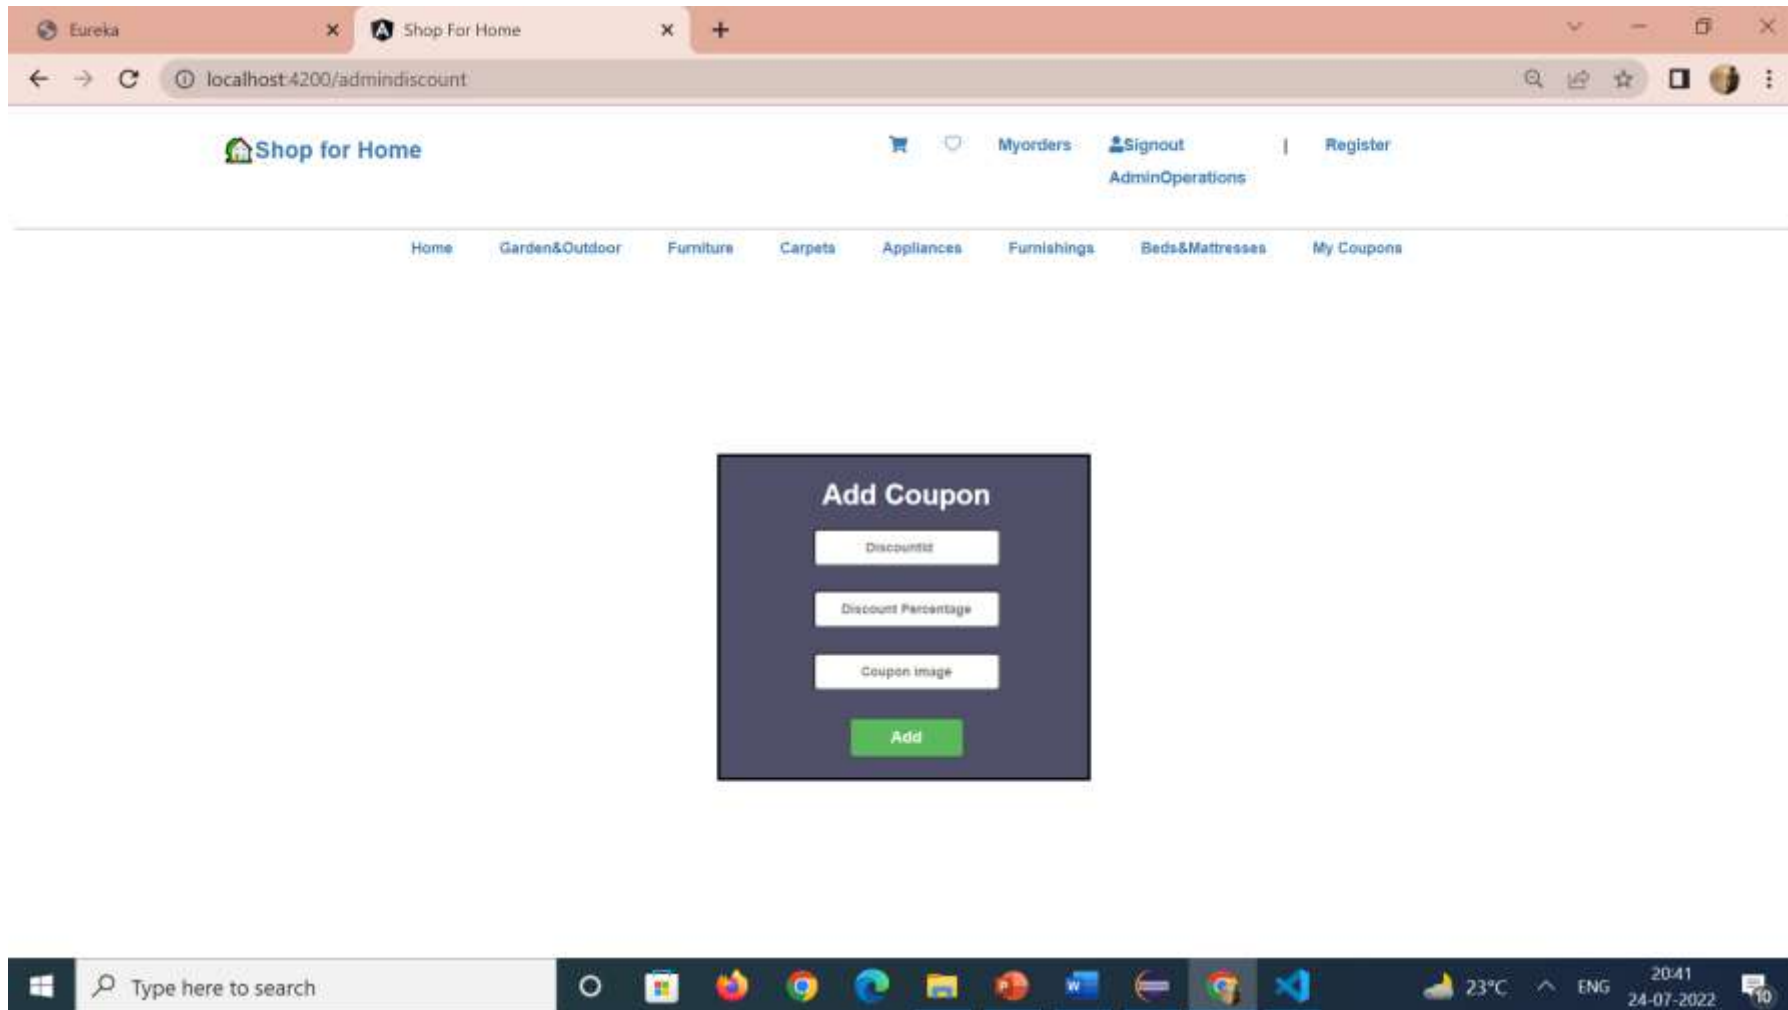 Eureka
Shop For Home
localhost:4200/admindiscount
Shop for Home
Myorders
Signout
|
Register
AdminOperations
Home Garden&Outdoor Furniture Carpets Appliances Furnishings Beds&Mattresses My Coupons
Add Coupon
DiscountId
Discount Percentage
Coupon image
Add
Type here to search
23°C
ENG
20:41
24-07-2022
10